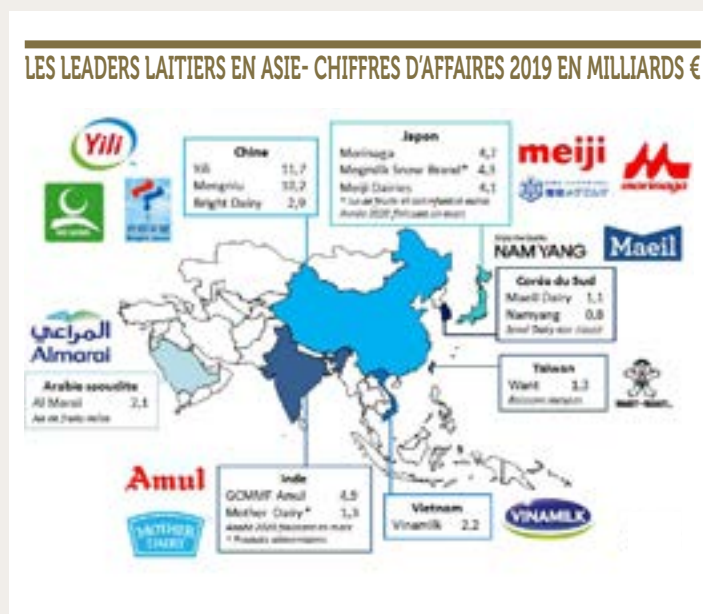 LES LEADERS LAITIERS EN ASIE- CHIFFRES D'AFFAIRES 2019 EN MILLIARDS €
Yili
Chine
Yili 11,7
Mengniu 10,2
Bright Dairy 2,9
Japon
Morinaga 4,7
Megmilk Snow Brand* 4,5
Meiji Dairies 4,1
meiji
morinaga
NAMYANG
Maeil
Corée du Sud
Maeil Dairy 1,1
Namyang 0,8
المراعي
Almarai
Arabie saoudite
Al Marai 2,1
Taiwan
Want 1,3
Amul
MOTHER DAIRY
Inde
GCMMF Amul 4,9
Mother Dairy* 1,3
* Produits alimentaires
Vietnam
Vinamilk 2,2
VINAMILK